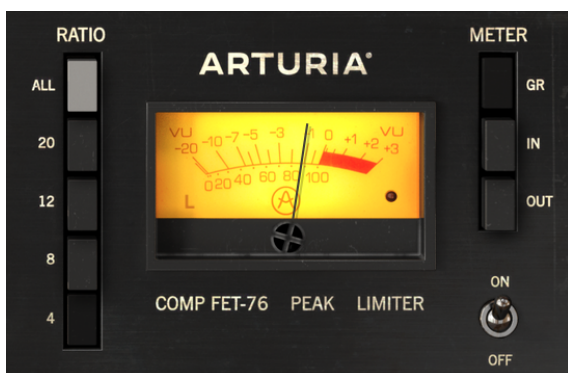 RATIO
METER
ARTURIA®
ALL
GR
VU
VU
-20 -10 -7 -5 -3 -1 0 +1 +2 +3
20
IN
0 20 40 60 80 100
12
L
A
OUT
8
ON
COMP FET-76 PEAK LIMITER
4
OFF